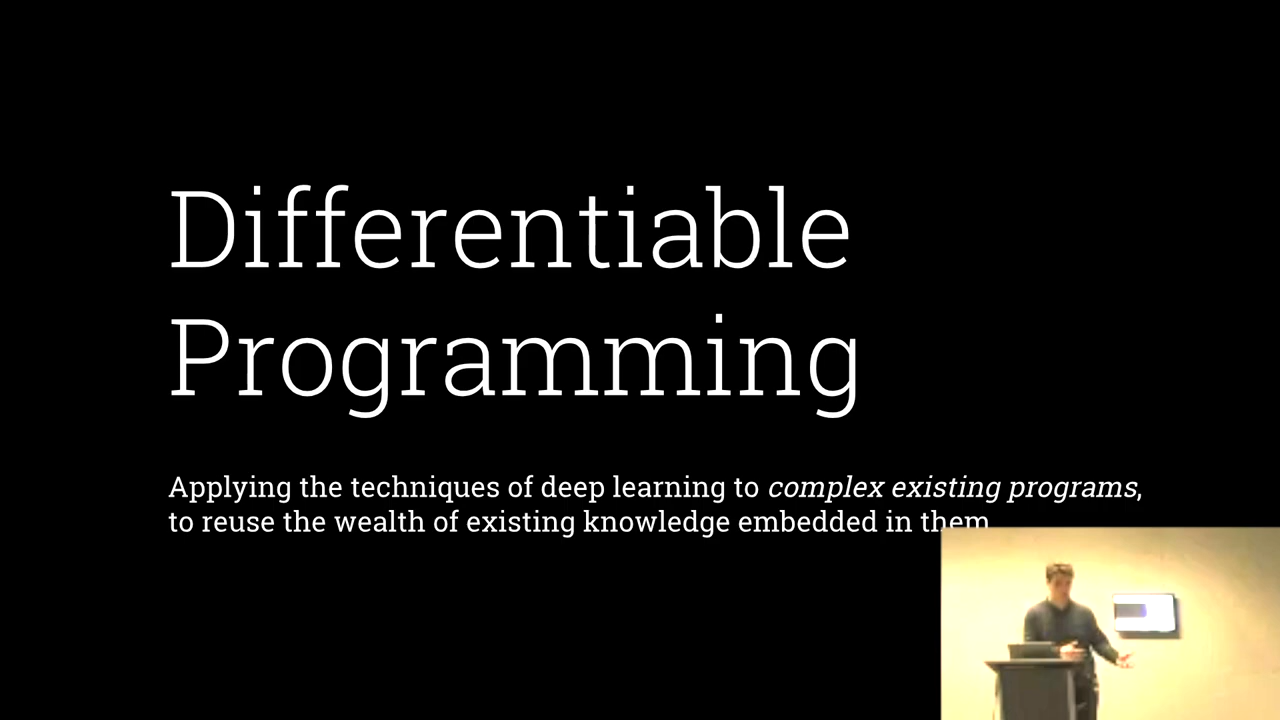 Differentiable
Programming
Applying the techniques of deep learning to complex existing programs,
to reuse the wealth of existing knowledge embedded in them